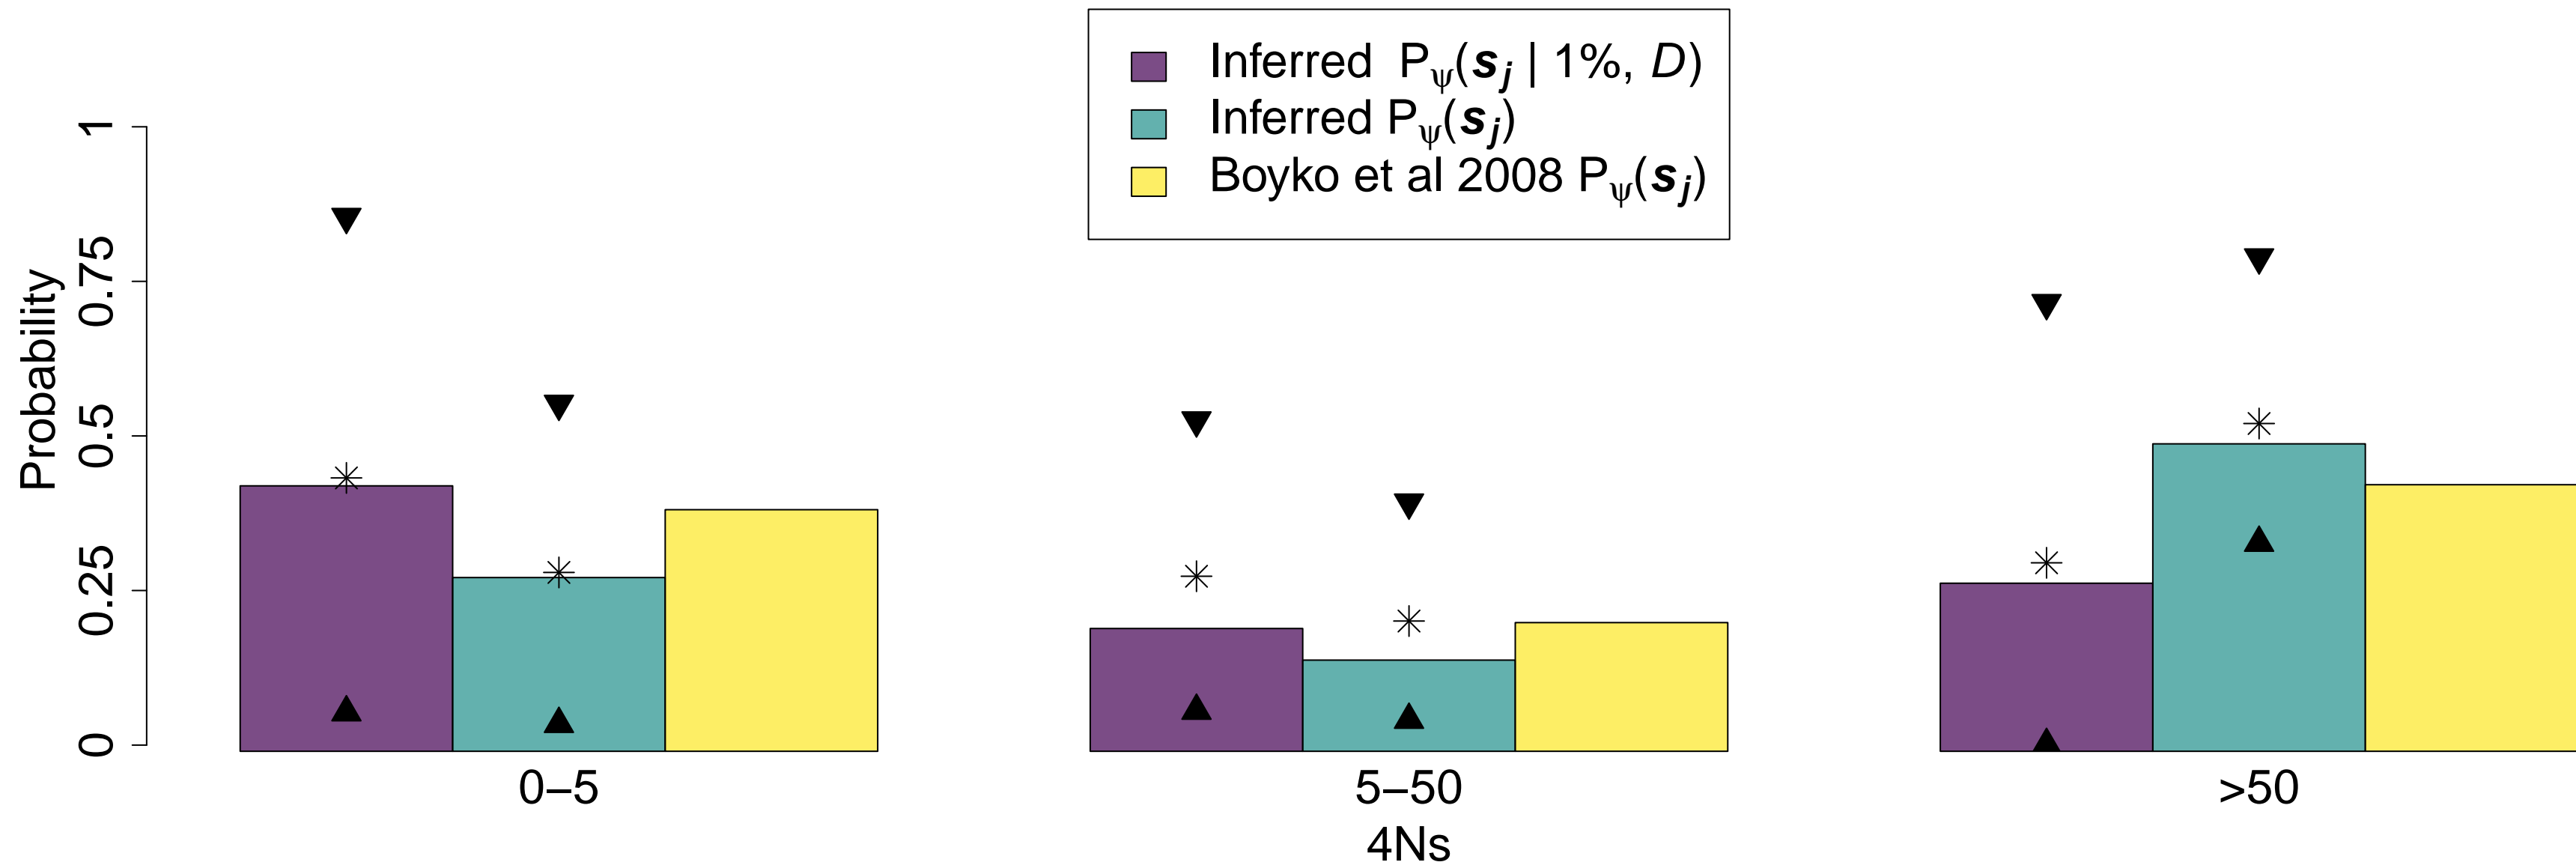 Inferred P_ψ(s_j | 1%, D)
Inferred P_ψ(s_j)
Boyko et al 2008 P_ψ(s_j)
Probability
1
0.75
0.5
0.25
0
0–5
5–50
>50
4Ns